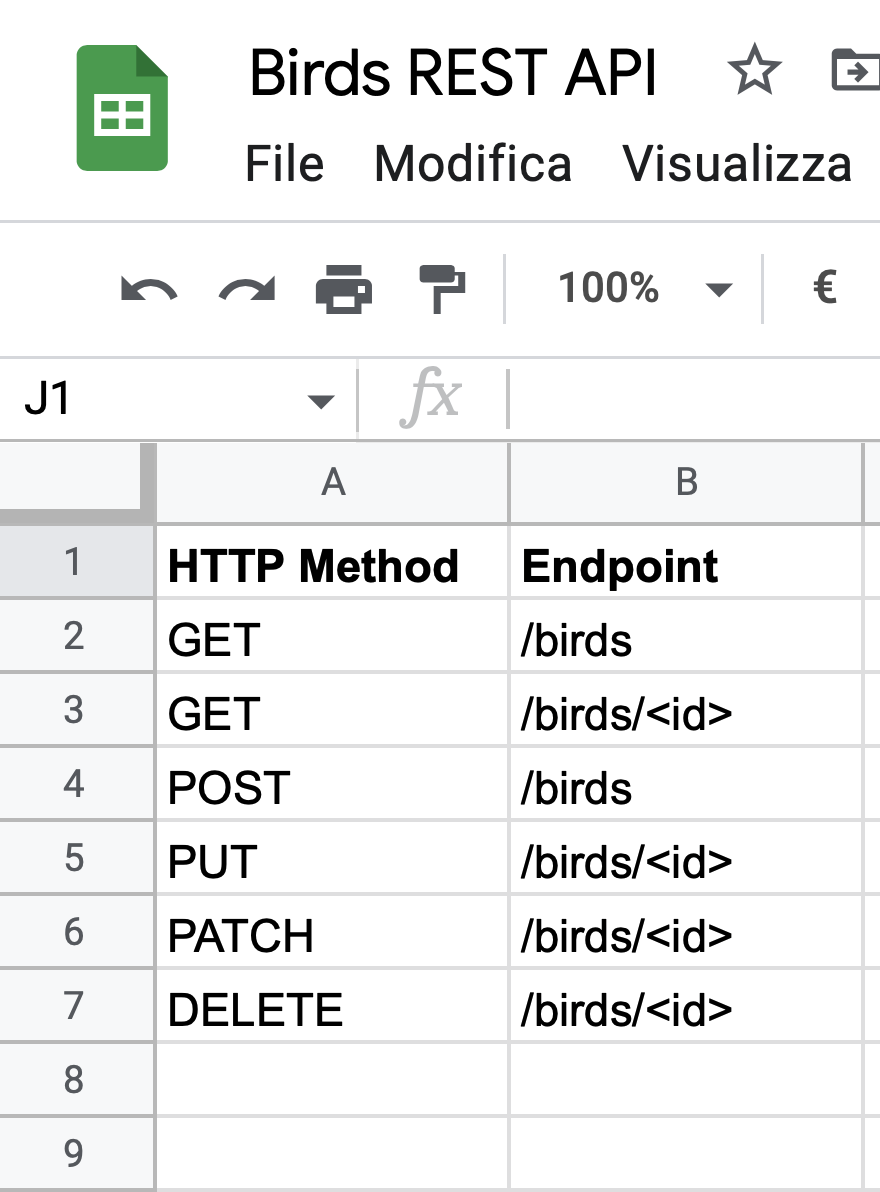 Birds REST API
File Modifica Visualizza
100% €
J1 fx
A B
1 HTTP Method Endpoint
2 GET /birds
3 GET /birds/<id>
4 POST /birds
5 PUT /birds/<id>
6 PATCH /birds/<id>
7 DELETE /birds/<id>
8
9